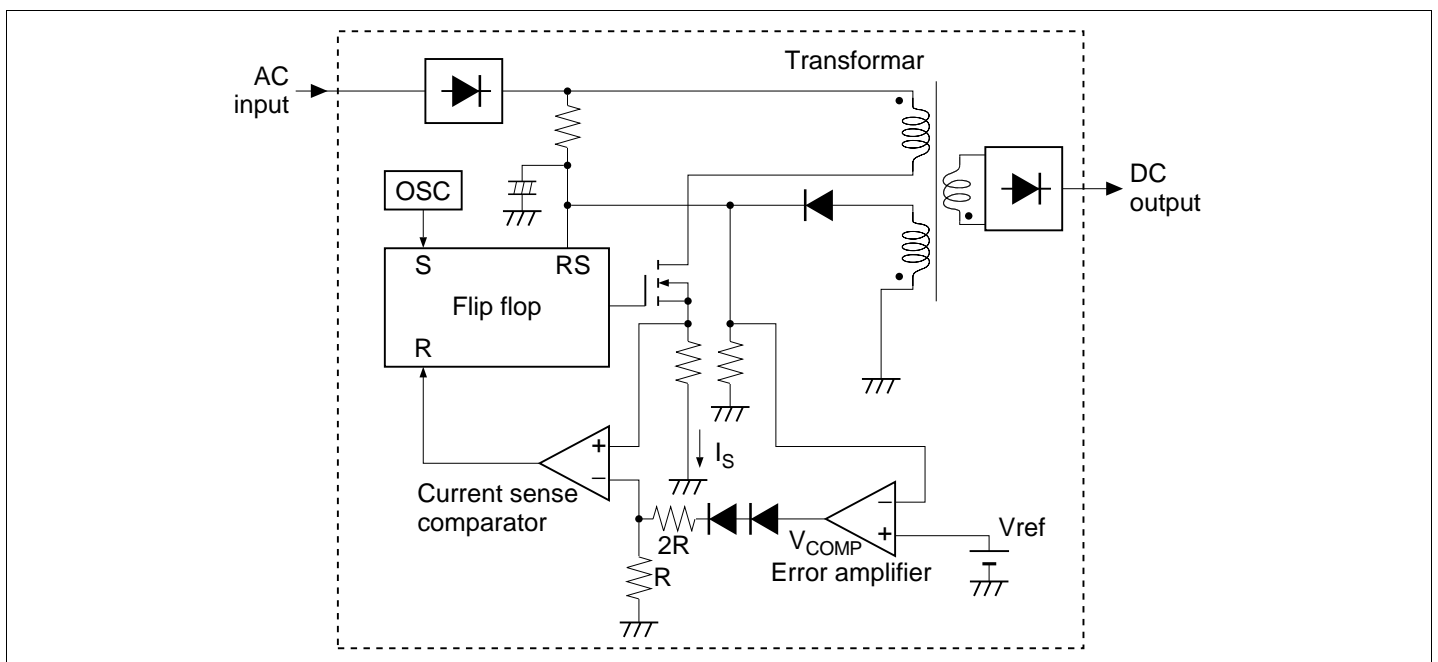 Transformar
AC
input
DC
output
OSC
S
RS
Flip flop
R
+
−
I_S
Current sense
comparator
2R
R
V_COMP
−
+
Error amplifier
Vref